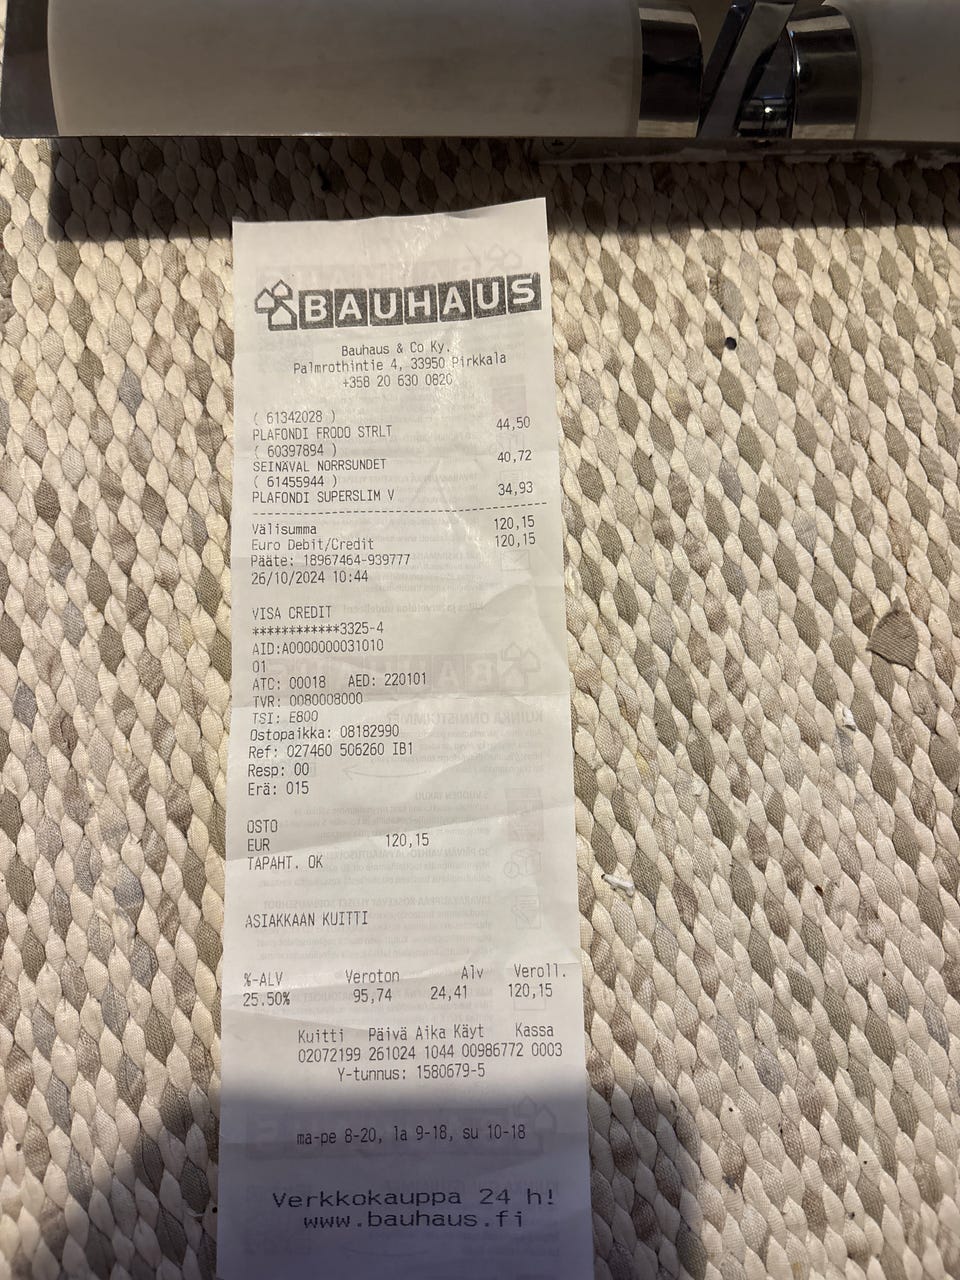 BAUHAUS
Bauhaus & Co Ky.
Palmrothintie 4, 33950 Pirkkala
+358 20 630 0826
( 61342028 )
PLAFONDI FRODO STRLT 44,50
( 60397894 )
SEINÄVAL NORRSUNDET 40,72
( 61455944 )
PLAFONDI SUPERSLIM V 34,93
Välisumma 120,15
Euro Debit/Credit 120,15
Pääte: 18967464-939777
26/10/2024 10:44
VISA CREDIT
************3325-4
AID:A0000000031010
01
ATC: 00018 AED: 220101
TVR: 0080008000
TSI: E800
Ostopaikka: 08182990
Ref: 027460 506260 IB1
Resp: 00
Erä: 015
OSTO
EUR 120,15
TAPAHT. OK
ASIAKKAAN KUITTI
%-ALV Veroton Alv Veroll.
25.50% 95,74 24,41 120,15
Kuitti Päivä Aika Käyt Kassa
02072199 261024 1044 00986772 0003
Y-tunnus: 1580679-5
ma-pe 8-20, la 9-18, su 10-18
Verkkokauppa 24 h!
www.bauhaus.fi